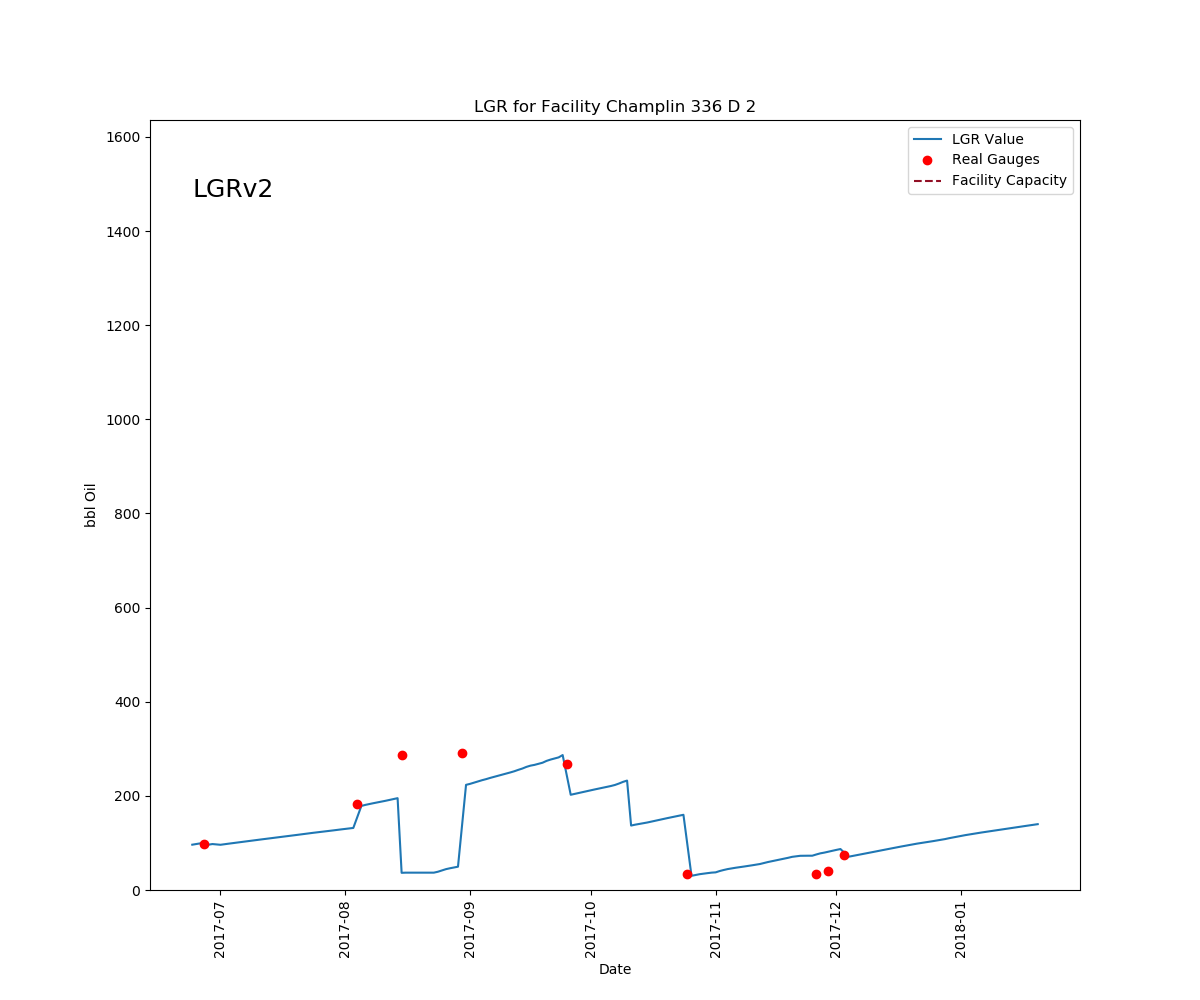 LGR for Facility Champlin 336 D 2
LGRv2
LGR Value
Real Gauges
Facility Capacity
bbl Oil
1600
1400
1200
1000
800
600
400
200
0
2017-07
2017-08
2017-09
2017-10
2017-11
2017-12
2018-01
Date